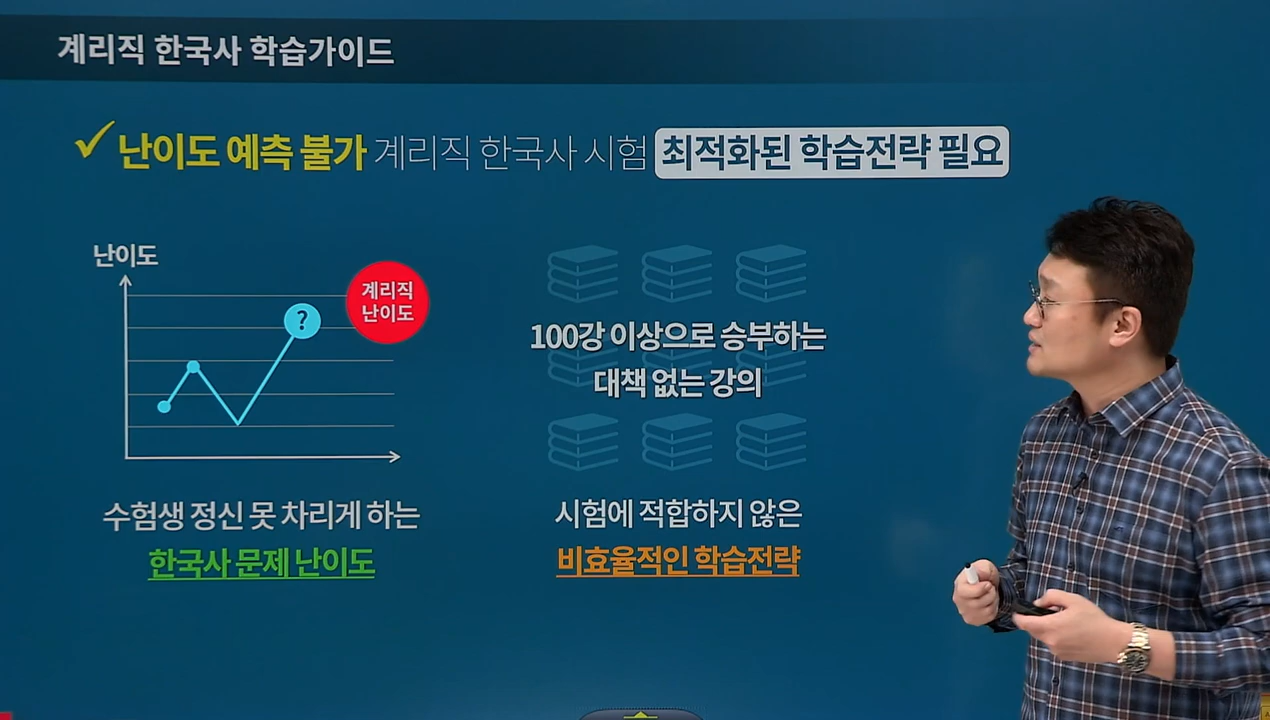 계리직 한국사 학습가이드
난이도 예측 불가 계리직 한국사 시험 최적화된 학습전략 필요
난이도
?
계리직
난이도
수험생 정신 못 차리게 하는
한국사 문제 난이도
100강 이상으로 승부하는
대책 없는 강의
시험에 적합하지 않은
비효율적인 학습전략